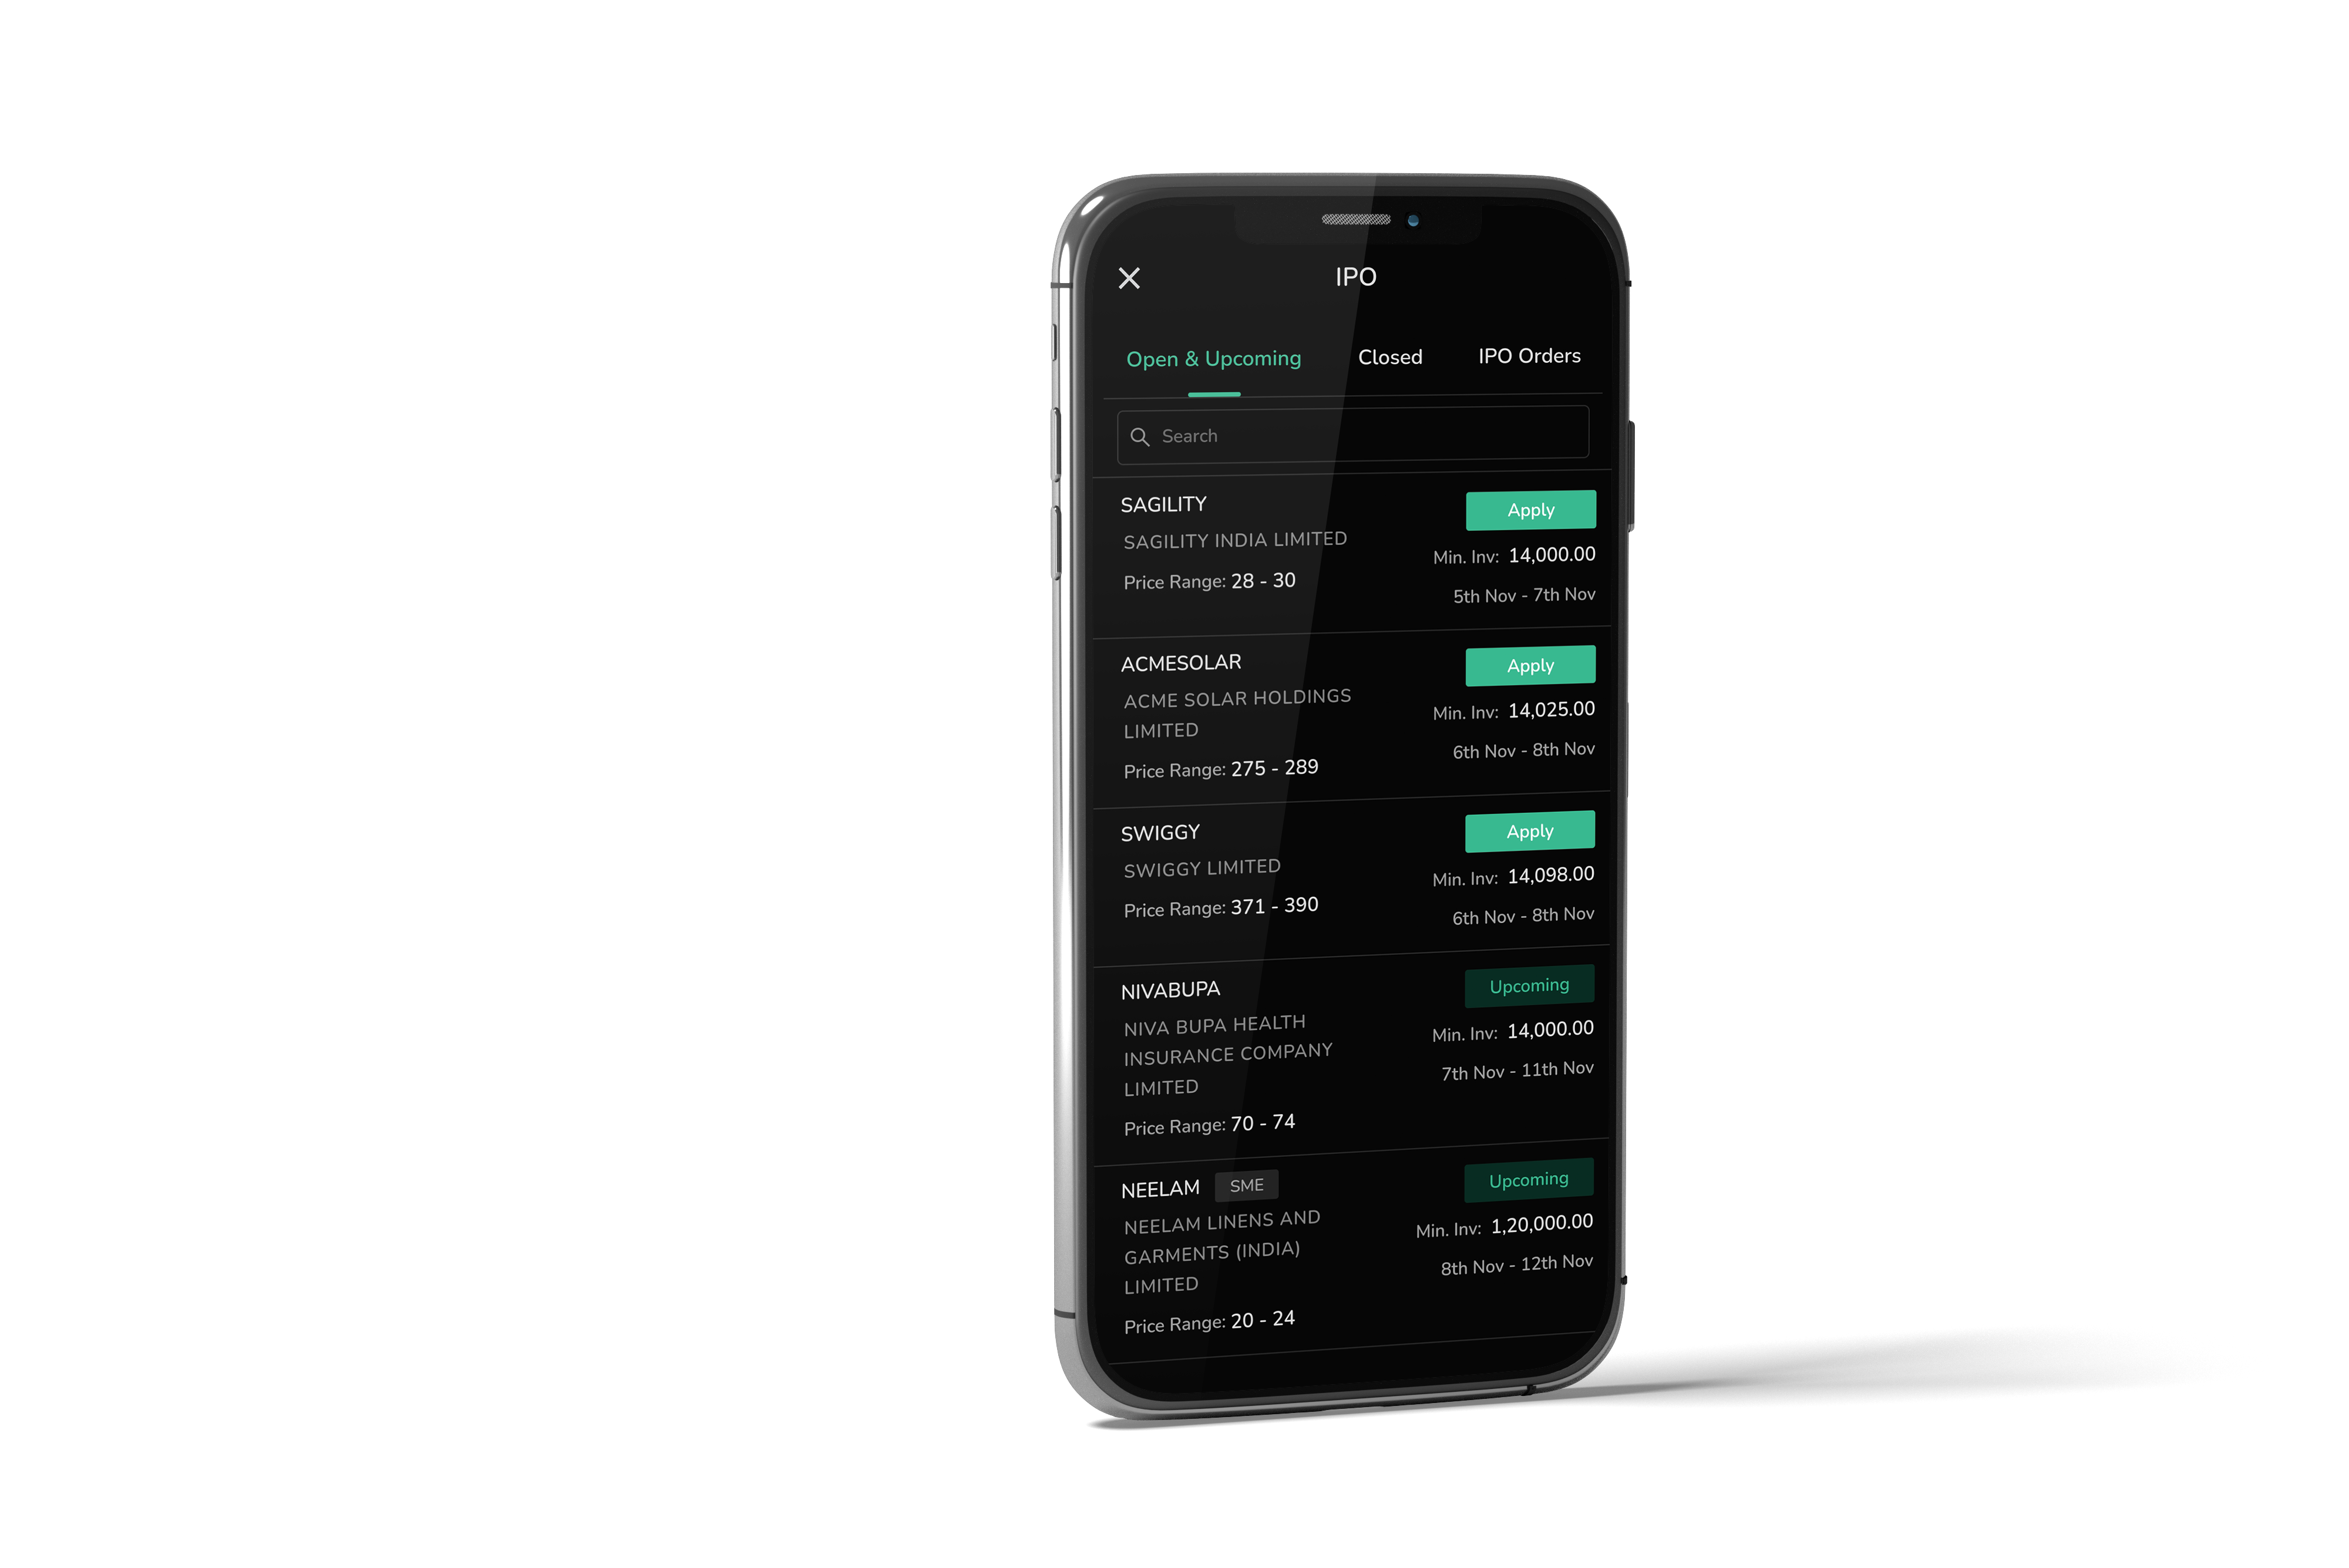 IPO
Open & Upcoming Closed IPO Orders
Search
SAGILITY
Apply
SAGILITY INDIA LIMITED
Min. Inv: 14,000.00
Price Range: 28 - 30
5th Nov - 7th Nov
ACMESOLAR
Apply
ACME SOLAR HOLDINGS
LIMITED
Min. Inv: 14,025.00
6th Nov - 8th Nov
Price Range: 275 - 289
SWIGGY
Apply
SWIGGY LIMITED
Min. Inv: 14,098.00
Price Range: 371 - 390
6th Nov - 8th Nov
NIVABUPA
Upcoming
NIVA BUPA HEALTH
INSURANCE COMPANY
LIMITED
Min. Inv: 14,000.00
7th Nov - 11th Nov
Price Range: 70 - 74
NEELAM SME
Upcoming
NEELAM LINENS AND
GARMENTS (INDIA)
LIMITED
Min. Inv: 1,20,000.00
8th Nov - 12th Nov
Price Range: 20 - 24